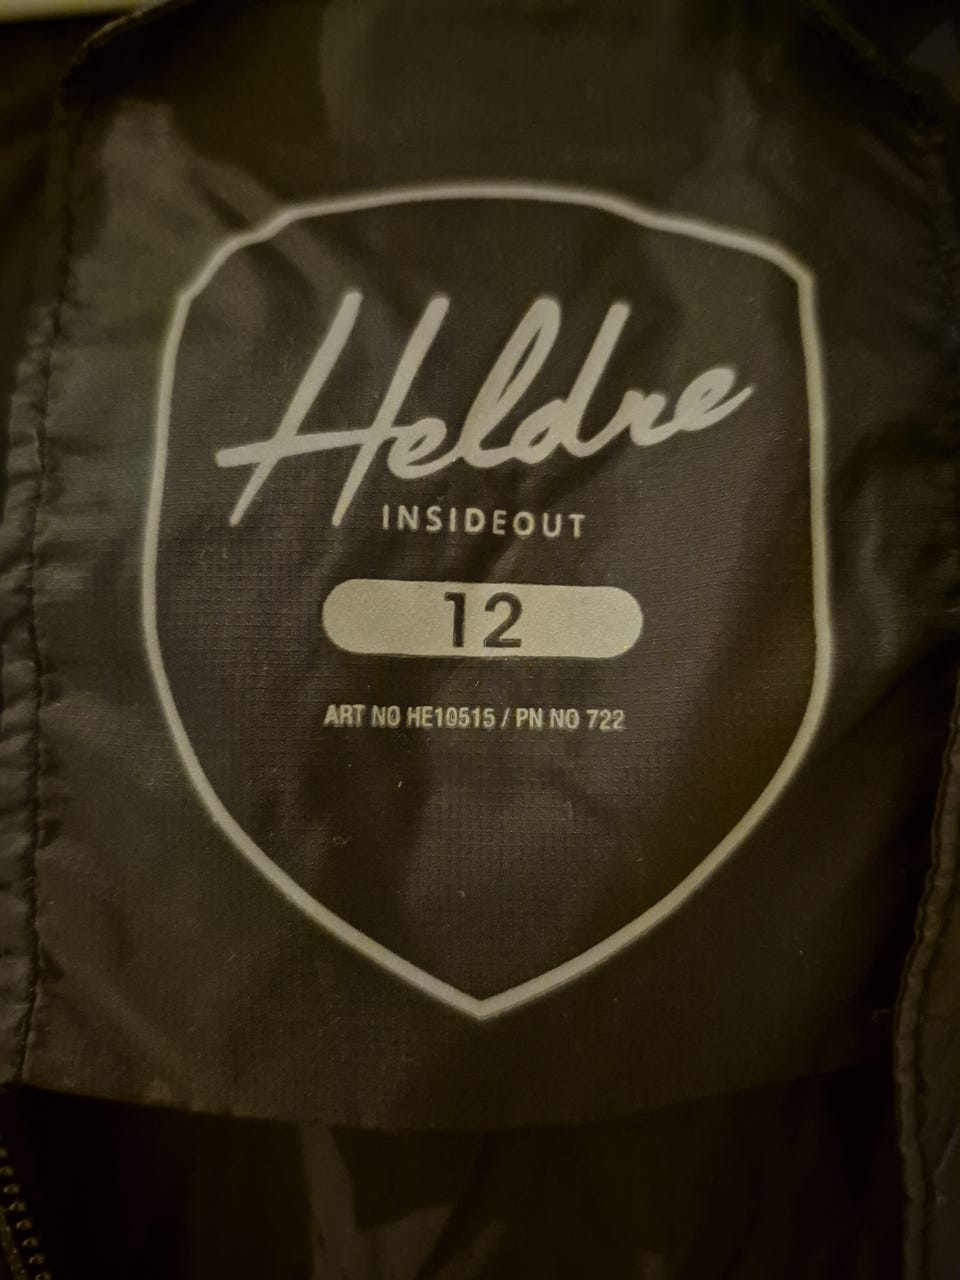 Heldre
INSIDEOUT
12
ART NO HE10515 / PN NO 722